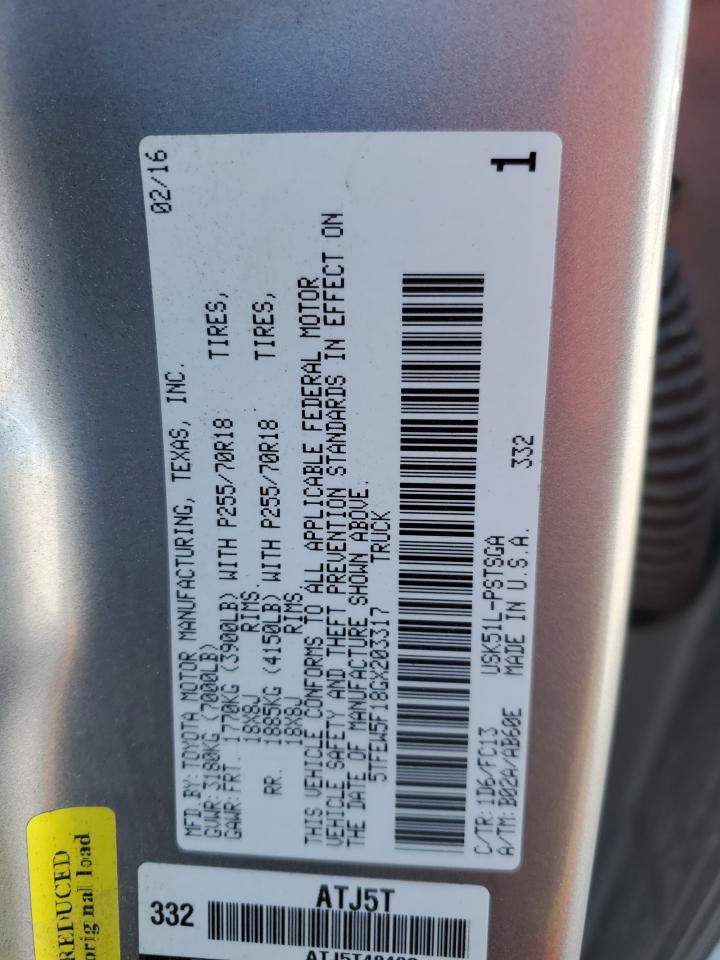 MFD.BY:TOYOTA MOTOR MANUFACTURING, TEXAS, INC. 02/16
GVWR:3180KG (7000LB)
GAWR:FRT. 1770KG (3900LB) WITH P255/70R18 TIRES,
18X8J RIMS.
RR. 1885KG (4150LB) WITH P255/70R18 TIRES,
18X8J RIMS
THIS VEHICLE CONFORMS TO ALL APPLICABLE FEDERAL MOTOR
VEHICLE SAFETY AND THEFT PREVENTION STANDARDS IN EFFECT ON
THE DATE OF MANUFACTURE SHOWN ABOVE.
5TFEW5F18GX203317 TRUCK
C/TR:1D6/FC13 USK51L-PSTSGA 332
A/TM:B02A/AB60E MADE IN U.S.A.
1
REDUCED
original load
ATJ5T
332